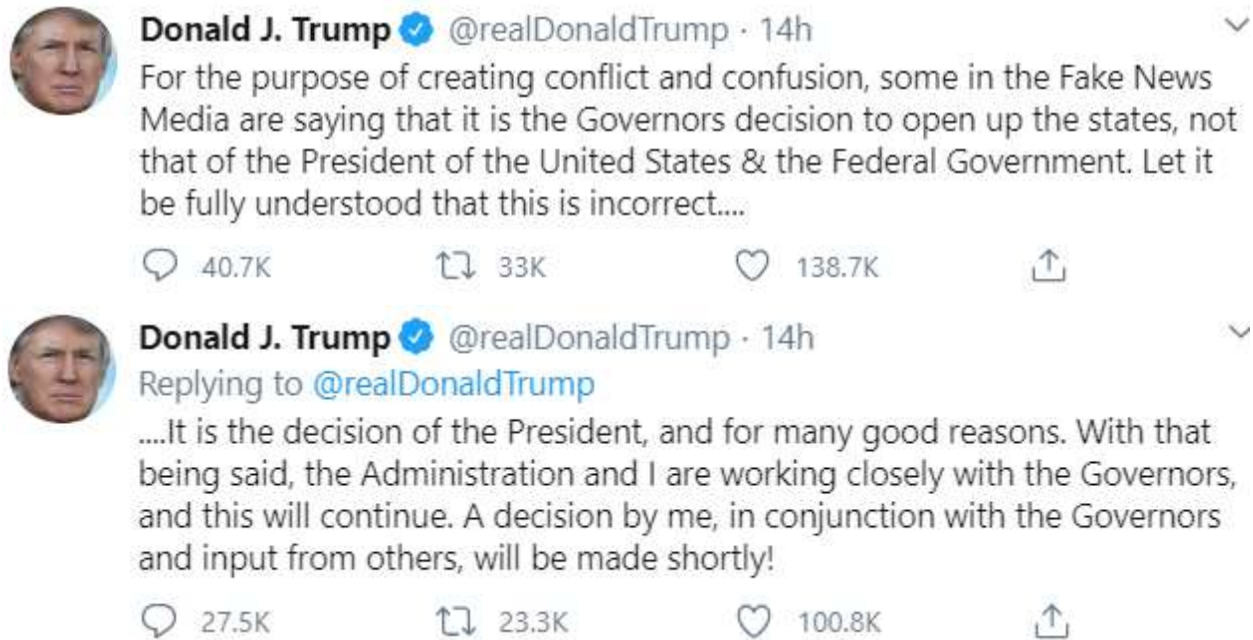 Donald J. Trump @realDonaldTrump · 14h
For the purpose of creating conflict and confusion, some in the Fake News
Media are saying that it is the Governors decision to open up the states, not
that of the President of the United States & the Federal Government. Let it
be fully understood that this is incorrect....
40.7K 33K 138.7K
Donald J. Trump @realDonaldTrump · 14h
Replying to @realDonaldTrump
....It is the decision of the President, and for many good reasons. With that
being said, the Administration and I are working closely with the Governors,
and this will continue. A decision by me, in conjunction with the Governors
and input from others, will be made shortly!
27.5K 23.3K 100.8K